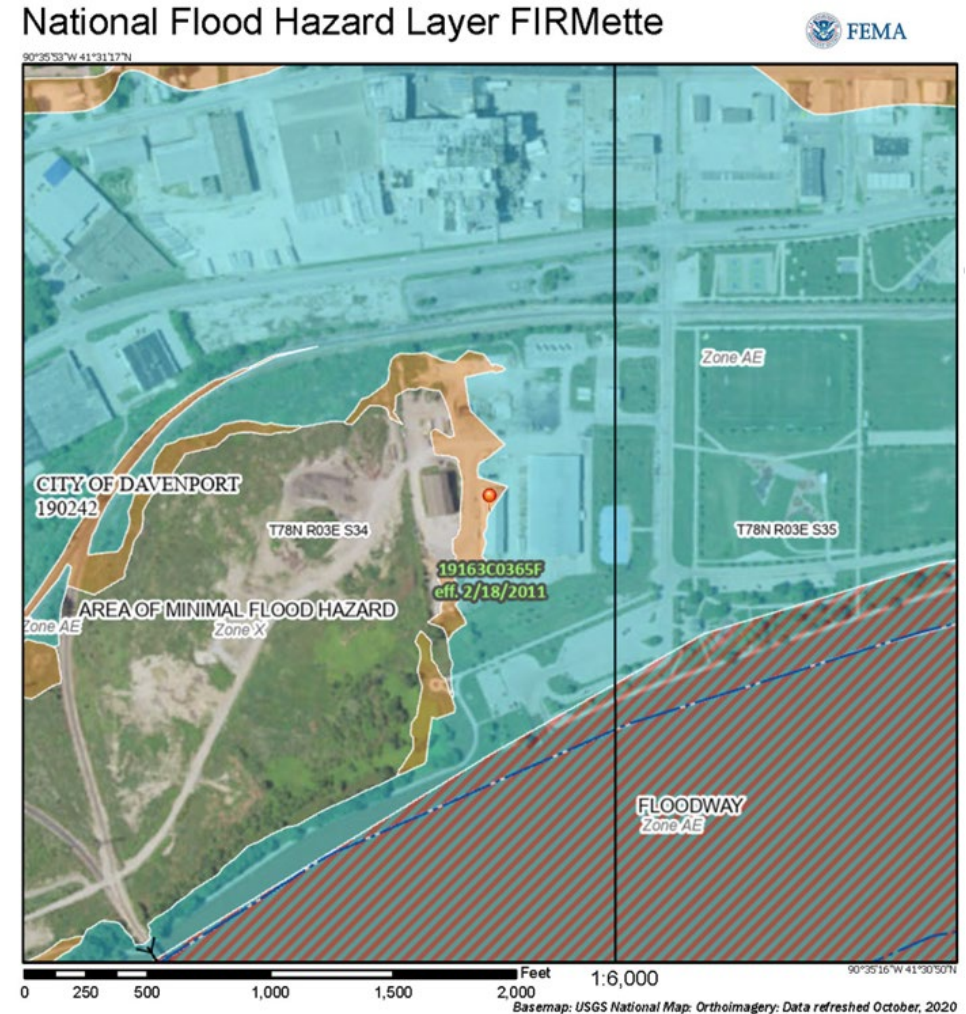 National Flood Hazard Layer FIRMette
FEMA
90°35'53"W 41°31'17"N
Zone AE
CITY OF DAVENPORT
190242
T78N R03E S34
T78N R03E S35
19163C0365F
eff. 2/18/2011
AREA OF MINIMAL FLOOD HAZARD
Zone AE
Zone X
FLOODWAY
Zone AE
90°35'16"W 41°30'50"N
Feet
1:6,000
0 250 500 1,000 1,500 2,000
Basemap: USGS National Map: Orthoimagery: Data refreshed October, 2020